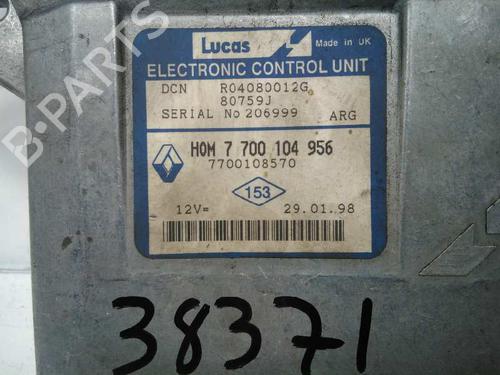 Lucas
Made in UK
ELECTRONIC CONTROL UNIT
DCN R04080012G
80759J
SERIAL No 206999 ARG
HOM 7 700 104 956
7700108570
153
12V= 29.01.98
38371
B-PARTS